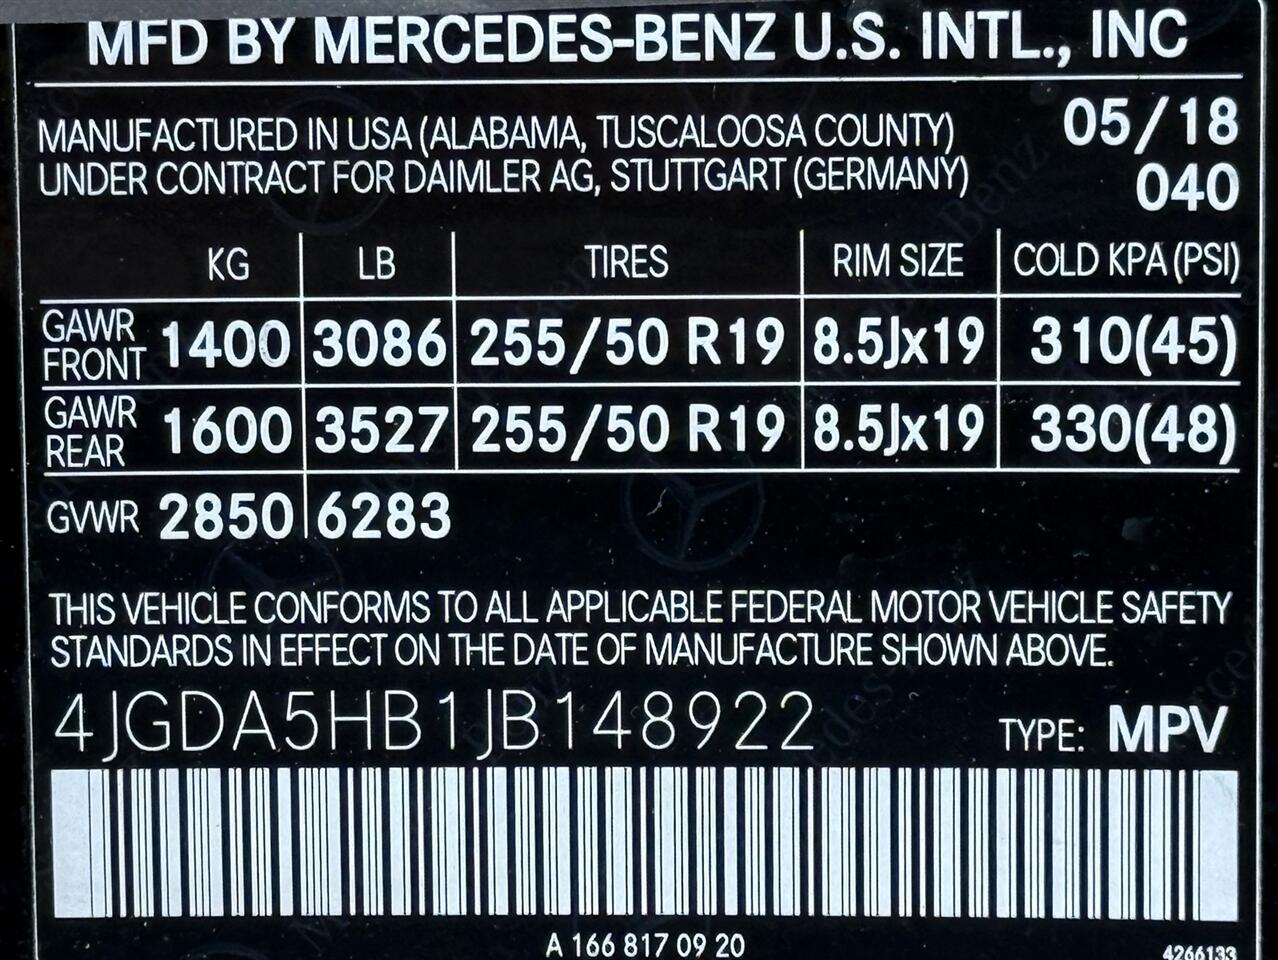 MFD BY MERCEDES-BENZ U.S. INTL., INC
MANUFACTURED IN USA (ALABAMA, TUSCALOOSA COUNTY) 05/18
UNDER CONTRACT FOR DAIMLER AG, STUTTGART (GERMANY) 040
KG LB TIRES RIM SIZE COLD KPA (PSI)
GAWR FRONT 1400 3086 255/50 R19 8.5Jx19 310(45)
GAWR REAR 1600 3527 255/50 R19 8.5Jx19 330(48)
GVWR 2850 6283
THIS VEHICLE CONFORMS TO ALL APPLICABLE FEDERAL MOTOR VEHICLE SAFETY
STANDARDS IN EFFECT ON THE DATE OF MANUFACTURE SHOWN ABOVE.
4JGDA5HB1JB148922 TYPE: MPV
A 166 817 09 20
4266133